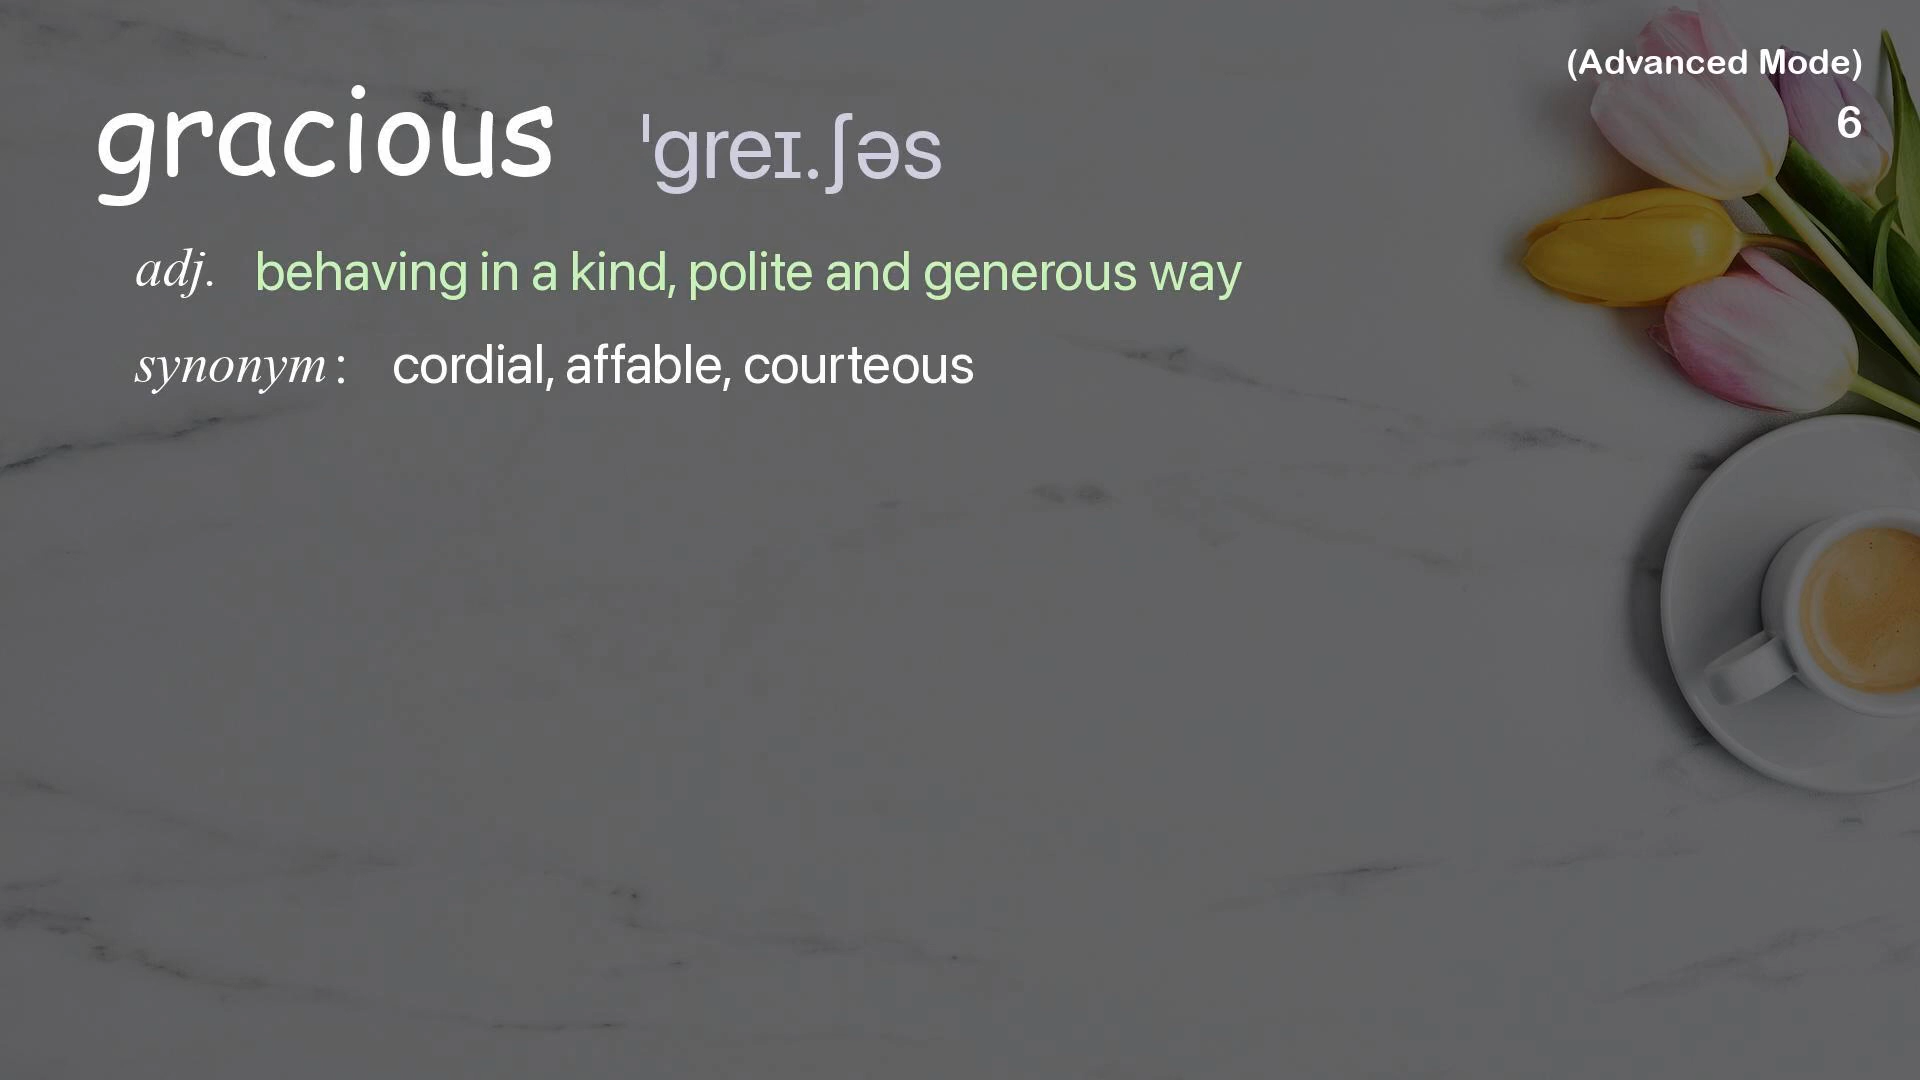 (Advanced Mode)
6
gracious ˈɡreɪ.ʃəs
adj. behaving in a kind, polite and generous way
synonym: cordial, affable, courteous